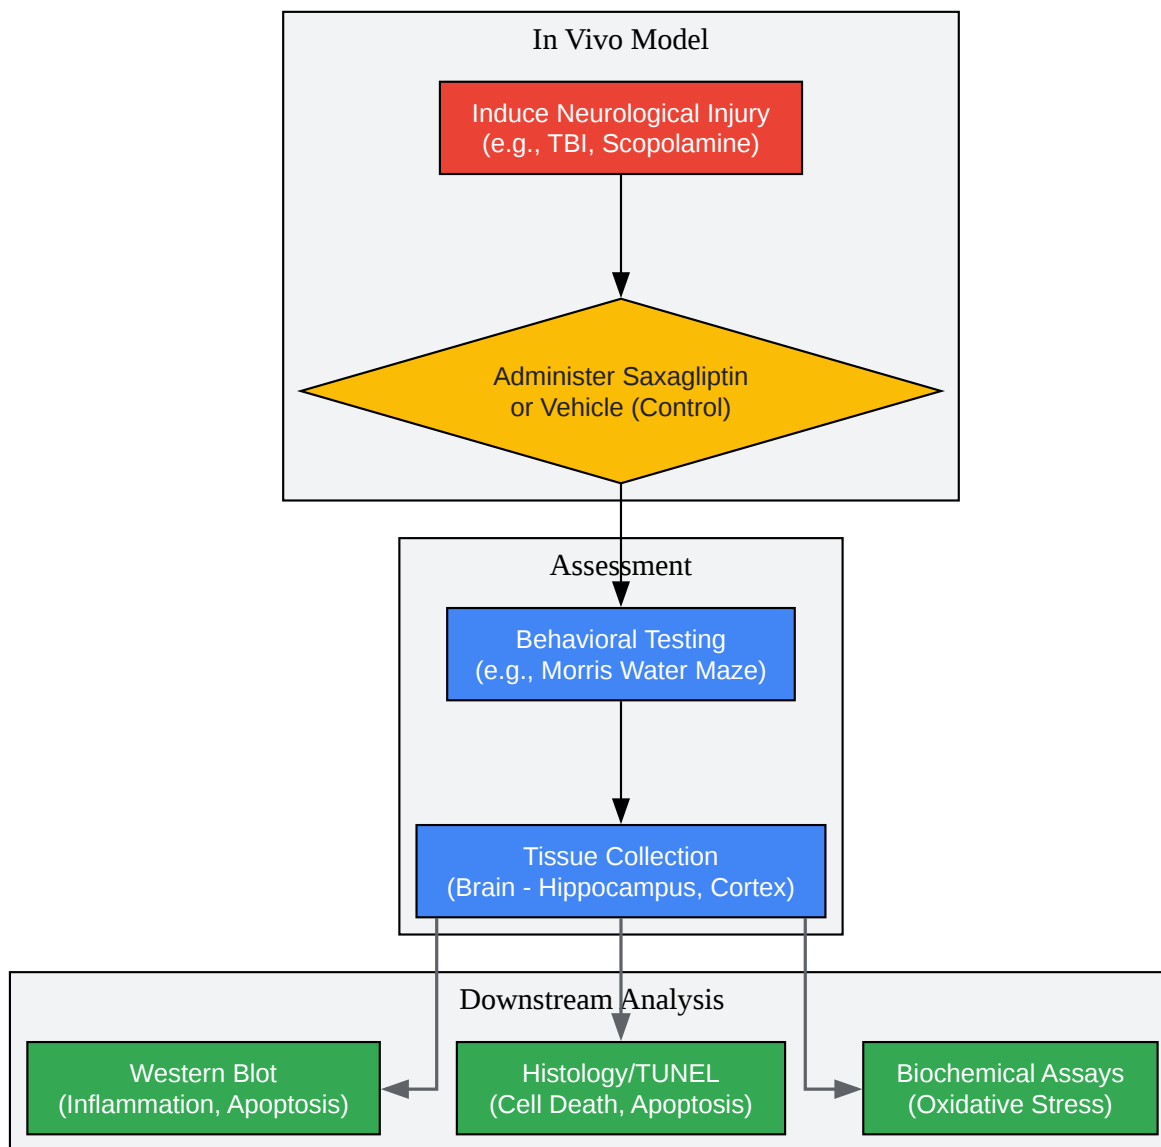 In Vivo Model
Induce Neurological Injury
(e.g., TBI, Scopolamine)
Administer Saxagliptin
or Vehicle (Control)
Assessment
Behavioral Testing
(e.g., Morris Water Maze)
Tissue Collection
(Brain - Hippocampus, Cortex)
Downstream Analysis
Western Blot
(Inflammation, Apoptosis)
Histology/TUNEL
(Cell Death, Apoptosis)
Biochemical Assays
(Oxidative Stress)